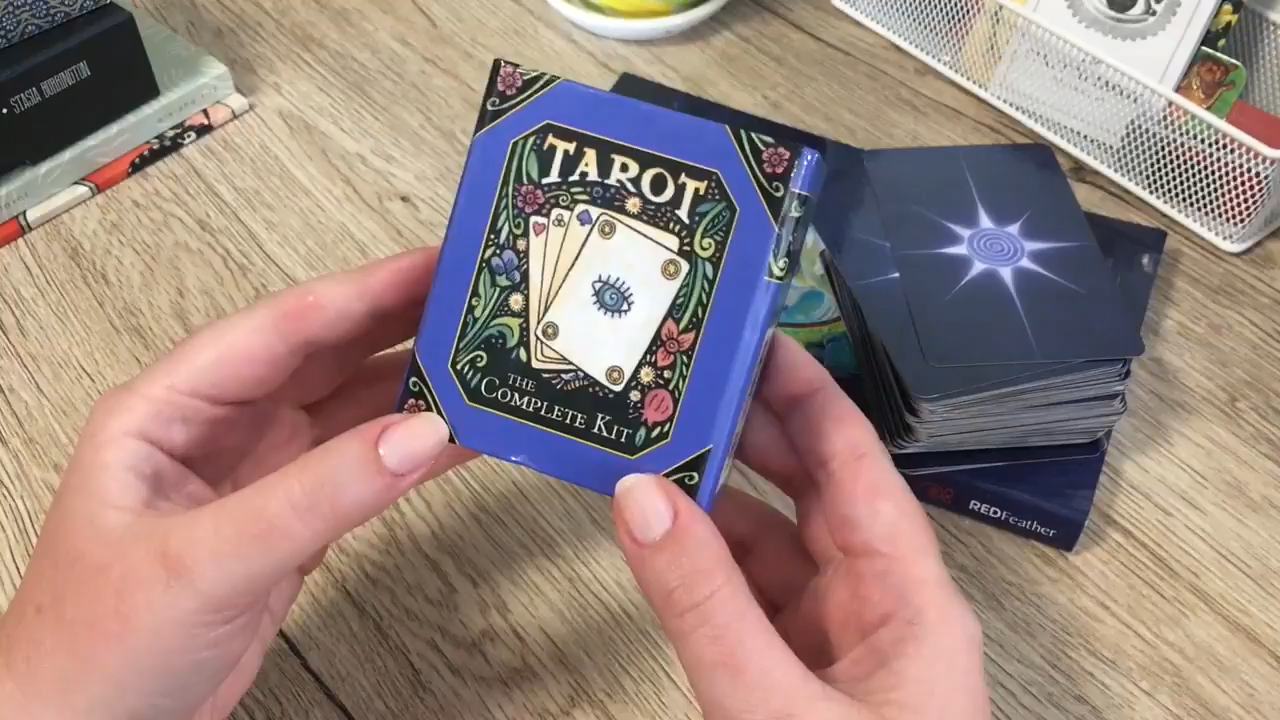 STASIA BURRINGTON
TAROT
THE
COMPLETE KIT
REDFeather